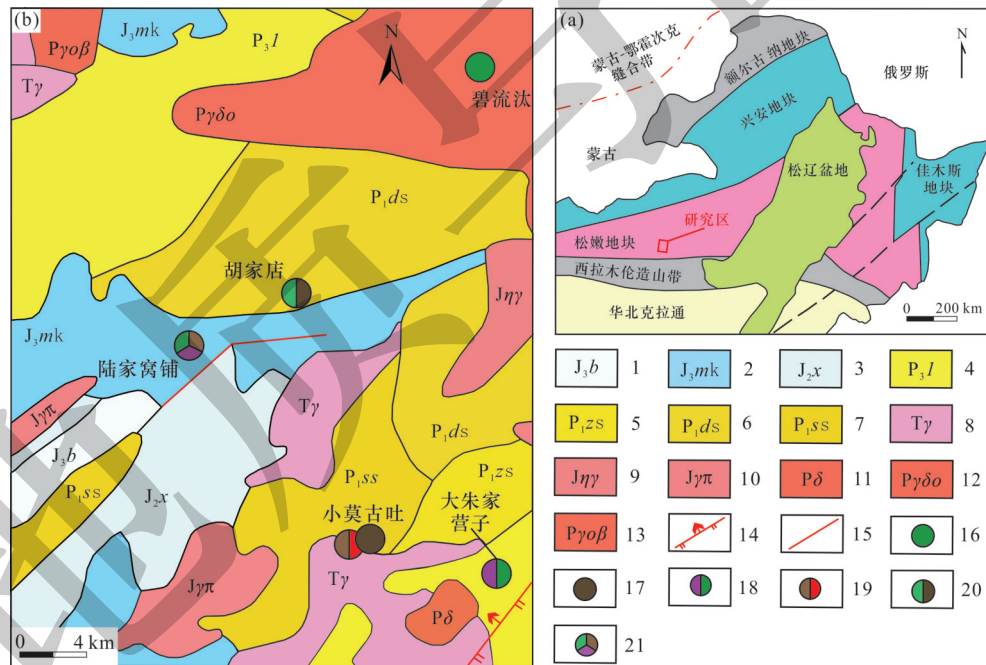 (b)
J₃mk
Pγοβ
P₃l
N
Tγ
碧流汰
Pγδο
P₁ds
胡家店
Jηγ
J₃mk
陆家窝铺
Tγ
Jγπ
P₁ds
J₃b
P₁ss
P₁zs
P₁ss
J₂x
小莫古吐
大朱家
营子
Tγ
Jγπ
Pδ
0 4 km
(a)
蒙古-鄂霍次克
缝合带
额尔古纳地块
N
俄罗斯
兴安地块
蒙古
松辽盆地
佳木斯
地块
研究区
松嫩地块
西拉木伦造山带
华北克拉通
0 200 km
J₃b 1 J₃mk 2 J₂x 3 P₃l 4
P₁zs 5 P₁ds 6 P₁ss 7 Tγ 8
Jηγ 9 Jγπ 10 Pδ 11 Pγδο 12
Pγοβ 13 14 15 16
17 18 19 20
21